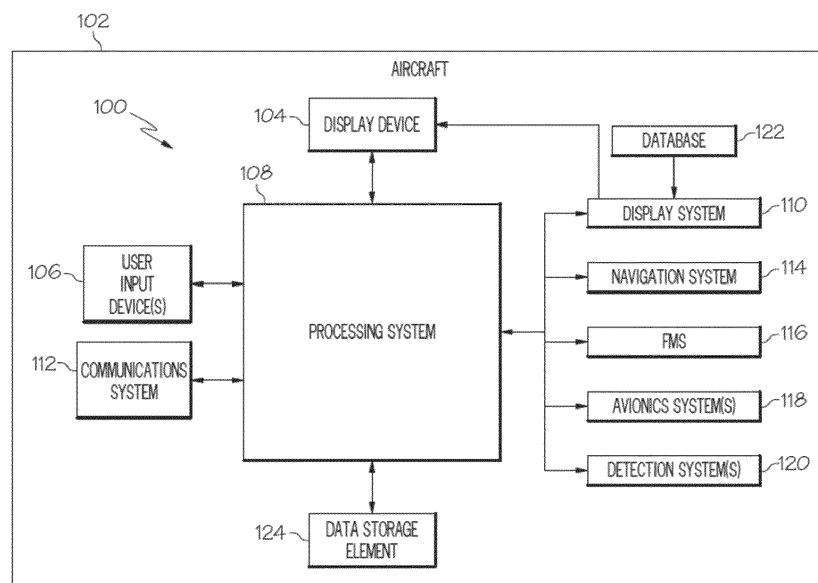 102
AIRCRAFT
100
104
DISPLAY DEVICE
DATABASE
122
108
DISPLAY SYSTEM
110
106
USER
INPUT
DEVICE(S)
NAVIGATION SYSTEM
114
PROCESSING SYSTEM
FMS
116
112
COMMUNICATIONS
SYSTEM
AVIONICS SYSTEM(S)
118
DETECTION SYSTEM(S)
120
124
DATA STORAGE
ELEMENT